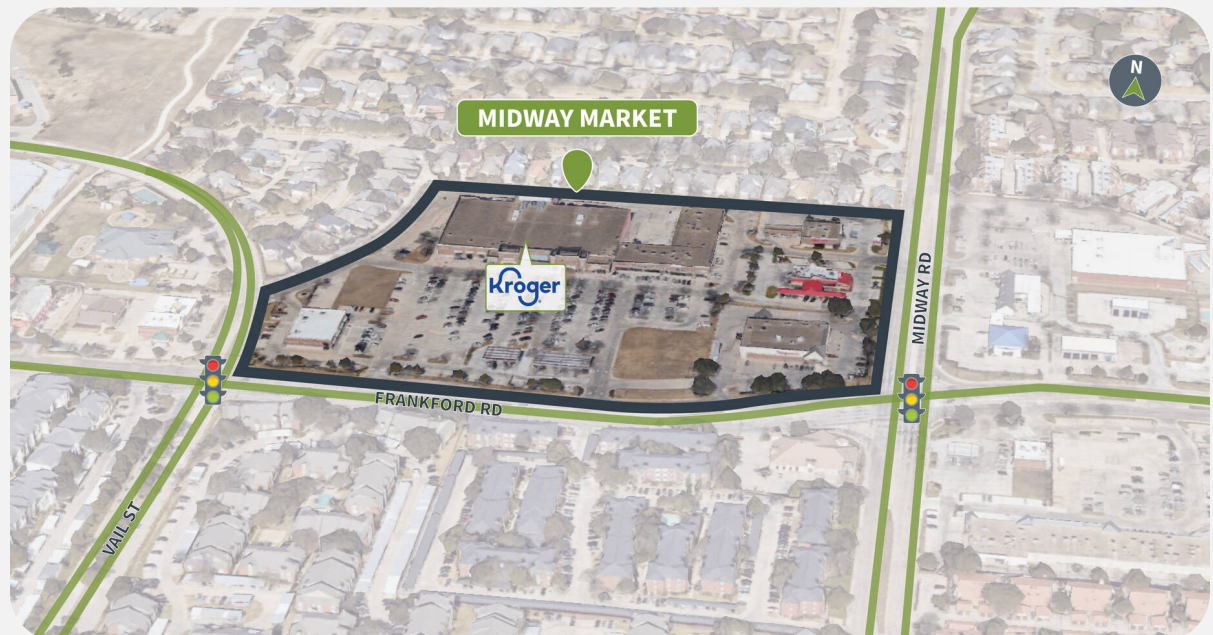 N
MIDWAY MARKET
Kroger
MIDWAY RD
FRANKFORD RD
VAIL ST